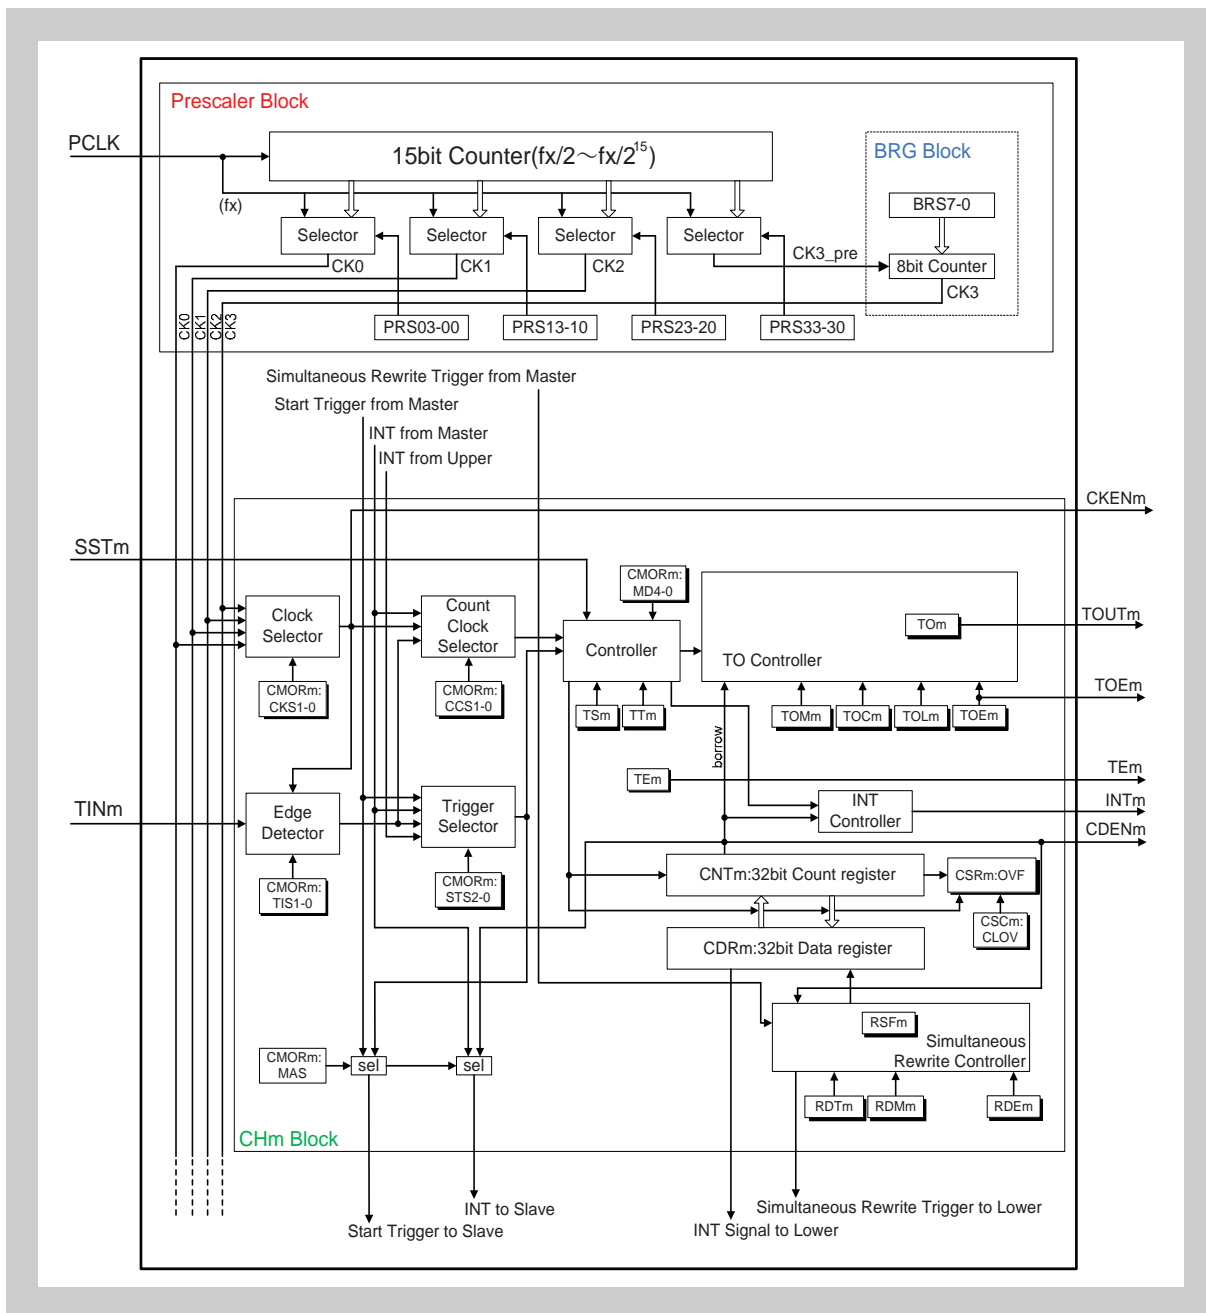 Prescaler Block
PCLK
15bit Counter(fx/2～fx/2^15)
BRG Block
BRS7-0
(fx)
Selector
Selector
Selector
Selector
CK3_pre
8bit Counter
CK0
CK1
CK2
CK3
CK0
CK1
CK2
CK3
PRS03-00
PRS13-10
PRS23-20
PRS33-30
Simultaneous Rewrite Trigger from Master
Start Trigger from Master
INT from Master
INT from Upper
CKENm
SSTm
CMORm:
MD4-0
Clock
Selector
Count
Clock
Selector
Controller
TO Controller
TOm
TOUTm
CMORm:
CKS1-0
CMORm:
CCS1-0
TSm
TTm
TOMm
TOCm
TOLm
TOEm
TOEm
borrow
TEm
TEm
TINm
Edge
Detector
Trigger
Selector
INT
Controller
INTm
CDENm
CMORm:
TIS1-0
CMORm:
STS2-0
CNTm:32bit Count register
CSRm:OVF
CSCm:
CLOV
CDRm:32bit Data register
RSFm
Simultaneous
Rewrite Controller
CMORm:
MAS
sel
sel
RDTm
RDMm
RDEm
CHm Block
INT to Slave
Start Trigger to Slave
Simultaneous Rewrite Trigger to Lower
INT Signal to Lower